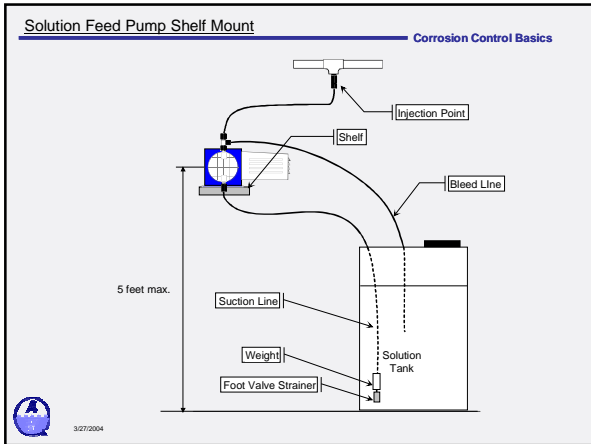 Solution Feed Pump Shelf Mount
Corrosion Control Basics
Injection Point
Shelf
Bleed LIne
5 feet max.
Suction Line
Weight
Solution
Tank
Foot Valve Strainer
3/27/2004